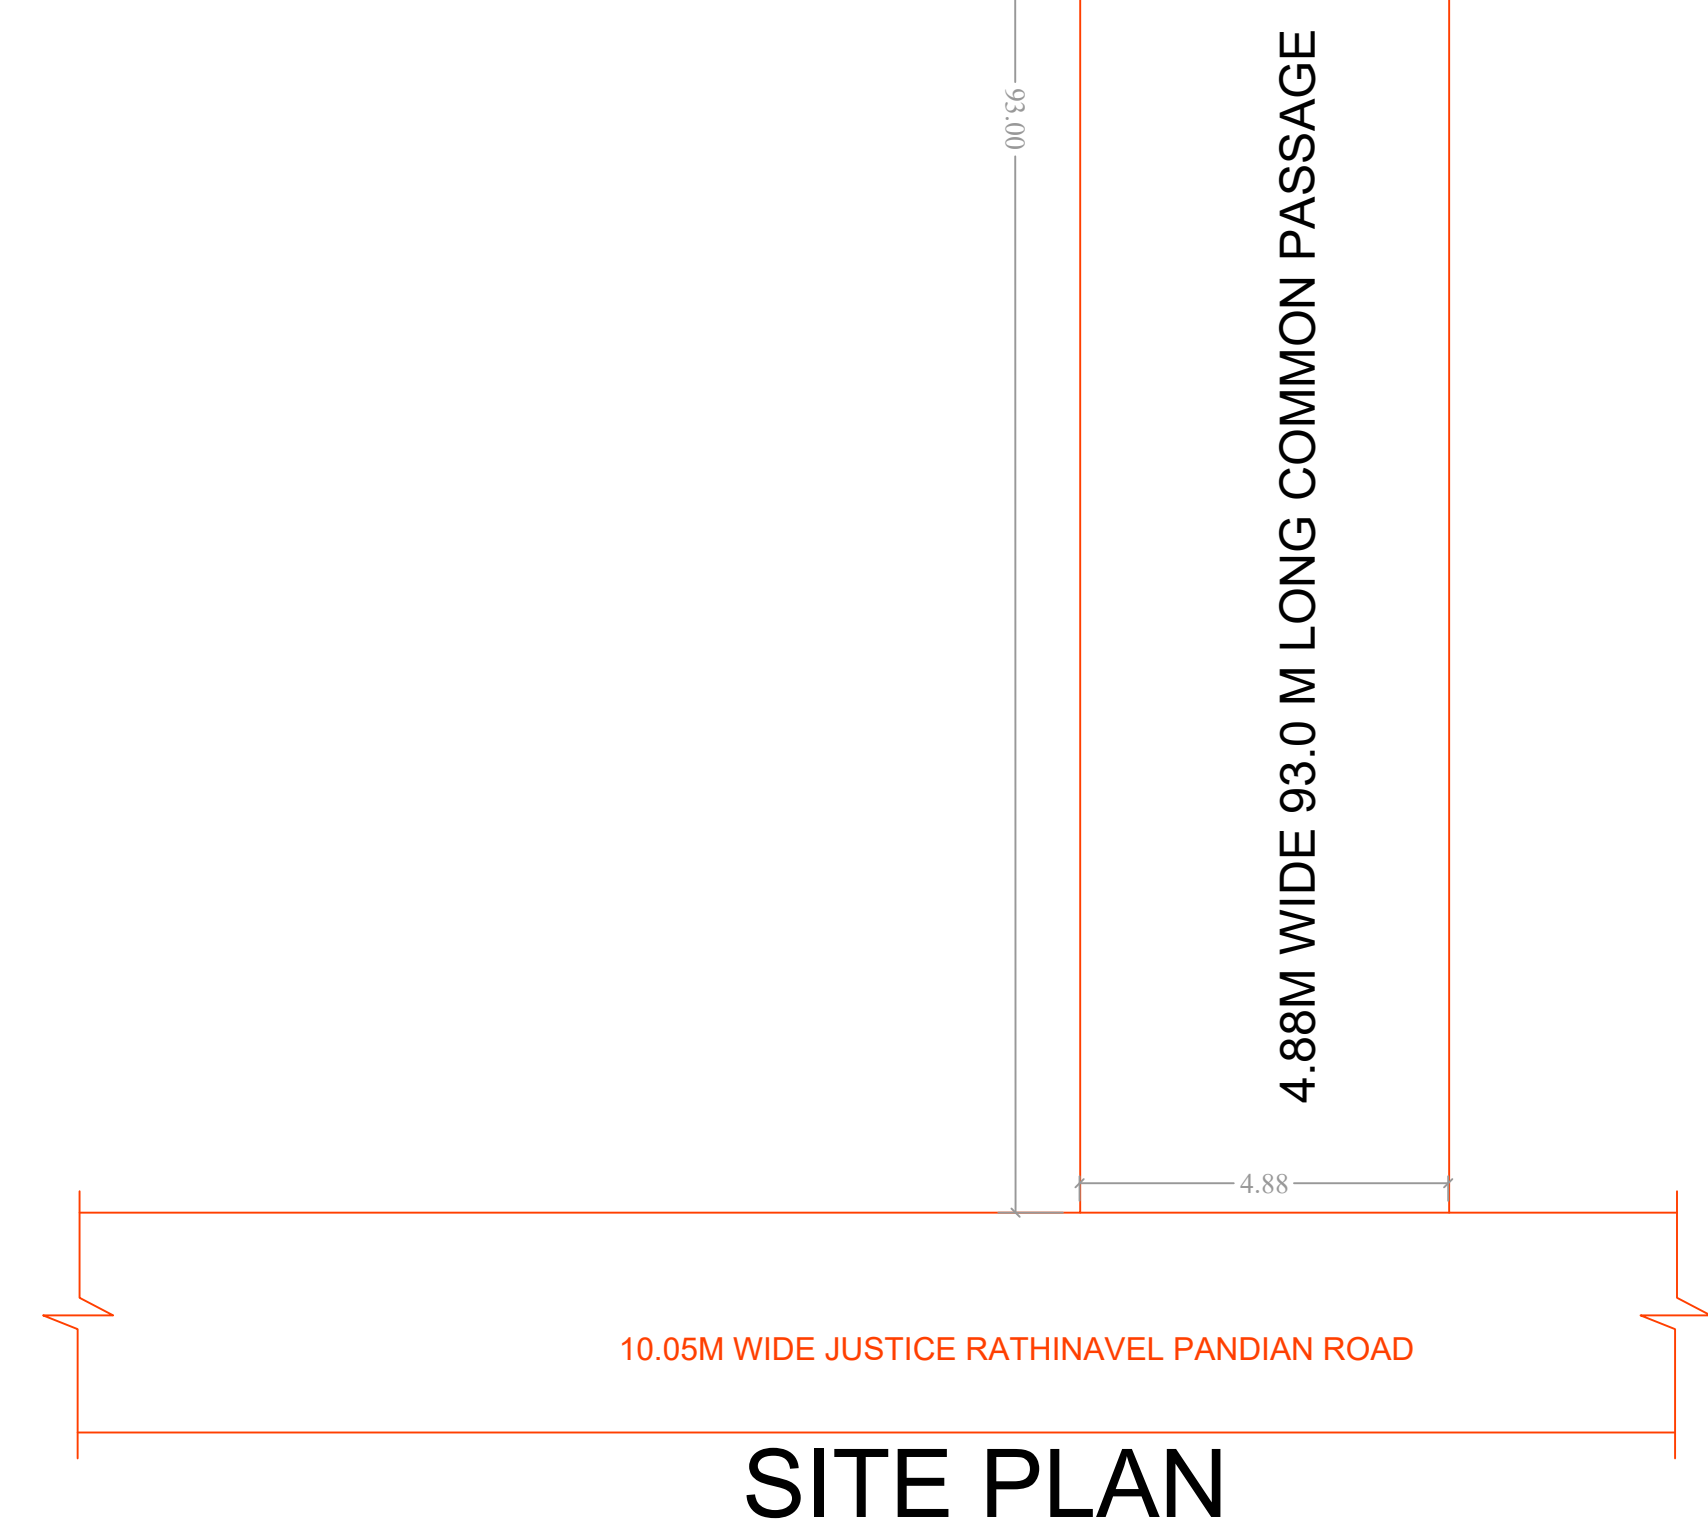 93.00
4.88M WIDE 93.0 M LONG COMMON PASSAGE
4.88
10.05M WIDE JUSTICE RATHINAVEL PANDIAN ROAD
SITE PLAN